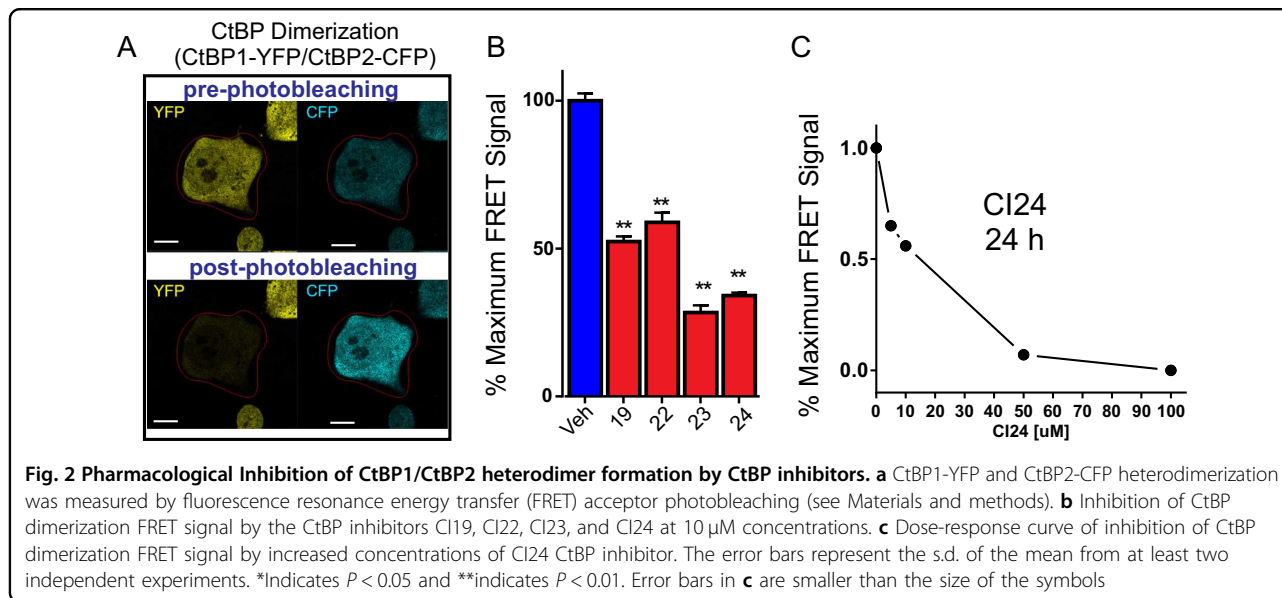 A
CtBP Dimerization
(CtBP1-YFP/CtBP2-CFP)
pre-photobleaching
YFP
CFP
post-photobleaching
YFP
CFP
B
% Maximum FRET Signal
100
50
0
**
**
**
**
Veh
19
22
23
24
C
% Maximum FRET Signal
1.0
0.5
0.0
CI24
24 h
0 10 20 30 40 50 60 70 80 90 100
CI24 [uM]
Fig. 2 Pharmacological Inhibition of CtBP1/CtBP2 heterodimer formation by CtBP inhibitors. a CtBP1-YFP and CtBP2-CFP heterodimerization
was measured by fluorescence resonance energy transfer (FRET) acceptor photobleaching (see Materials and methods). b Inhibition of CtBP
dimerization FRET signal by the CtBP inhibitors CI19, CI22, CI23, and CI24 at 10 µM concentrations. c Dose-response curve of inhibition of CtBP
dimerization FRET signal by increased concentrations of CI24 CtBP inhibitor. The error bars represent the s.d. of the mean from at least two
independent experiments. *Indicates P < 0.05 and **indicates P < 0.01. Error bars in c are smaller than the size of the symbols